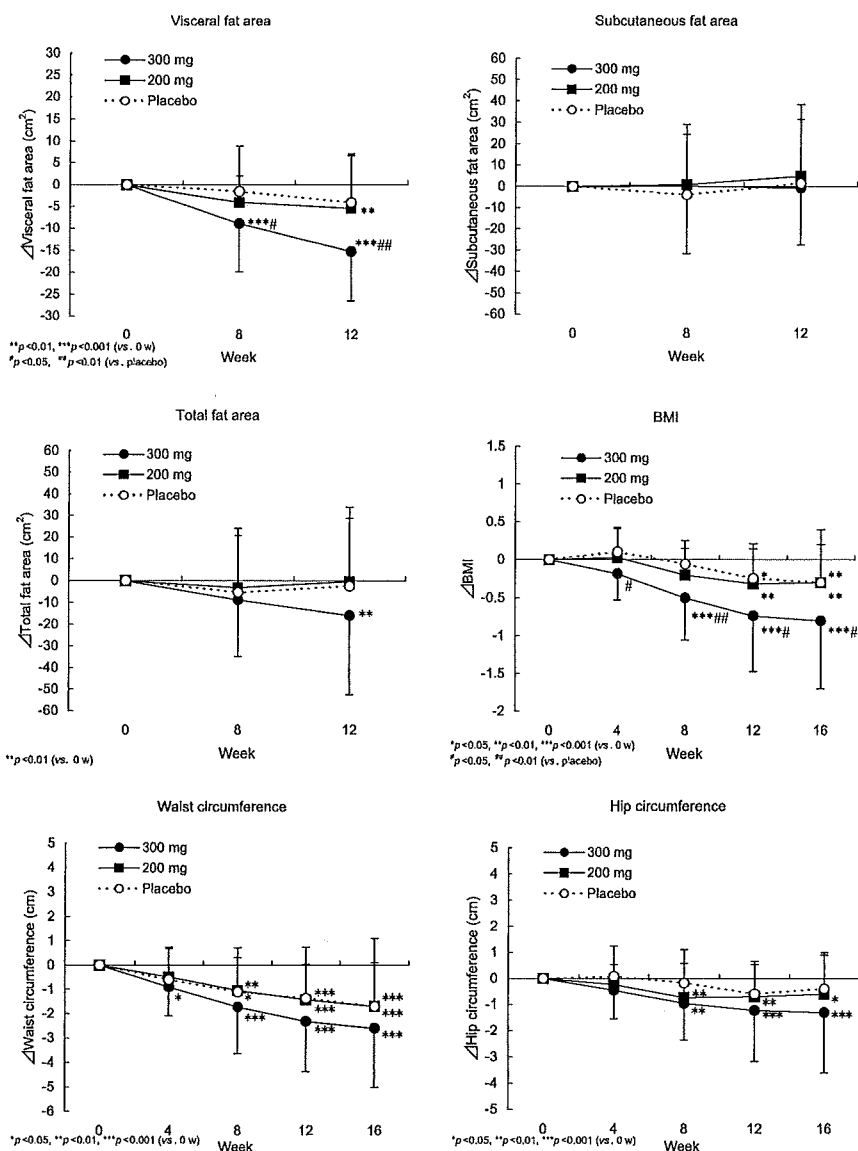 Visceral fat area
300 mg
200 mg
Placebo
⊿Visceral fat area (cm²)
30
25
20
15
10
5
0
-5
-10
-15
-20
-25
-30
**
***#
***##
0
8
12
Week
**p<0.01, ***p<0.001 (vs. 0 w)
#p<0.05, ##p<0.01 (vs. placebo)
Subcutaneous fat area
300 mg
200 mg
Placebo
⊿Subcutaneous fat area (cm²)
60
50
40
30
20
10
0
-10
-20
-30
-40
-50
-60
0
8
12
Week
Total fat area
300 mg
200 mg
Placebo
⊿Total fat area (cm²)
60
50
40
30
20
10
0
-10
-20
-30
-40
-50
-60
**
0
8
12
Week
**p<0.01 (vs. 0 w)
BMI
300 mg
200 mg
Placebo
⊿BMI
1.5
1
0.5
0
-0.5
-1
-1.5
-2
*
**
**
**
#
***##
***#
***#
0
4
8
12
16
Week
*p<0.05, **p<0.01, ***p<0.001 (vs. 0 w)
#p<0.05, ##p<0.01 (vs. placebo)
Waist circumference
300 mg
200 mg
Placebo
⊿Waist circumference (cm)
5
4
3
2
1
0
-1
-2
-3
-4
-5
-6
*
**
*
***
***
***
***
***
***
***
0
4
8
12
16
Week
*p<0.05, **p<0.01, ***p<0.001 (vs. 0 w)
Hip circumference
300 mg
200 mg
Placebo
⊿Hip circumference (cm)
5
4
3
2
1
0
-1
-2
-3
-4
-5
**
**
**
***
*
***
0
4
8
12
16
Week
*p<0.05, **p<0.01, ***p<0.001 (vs. 0 w)